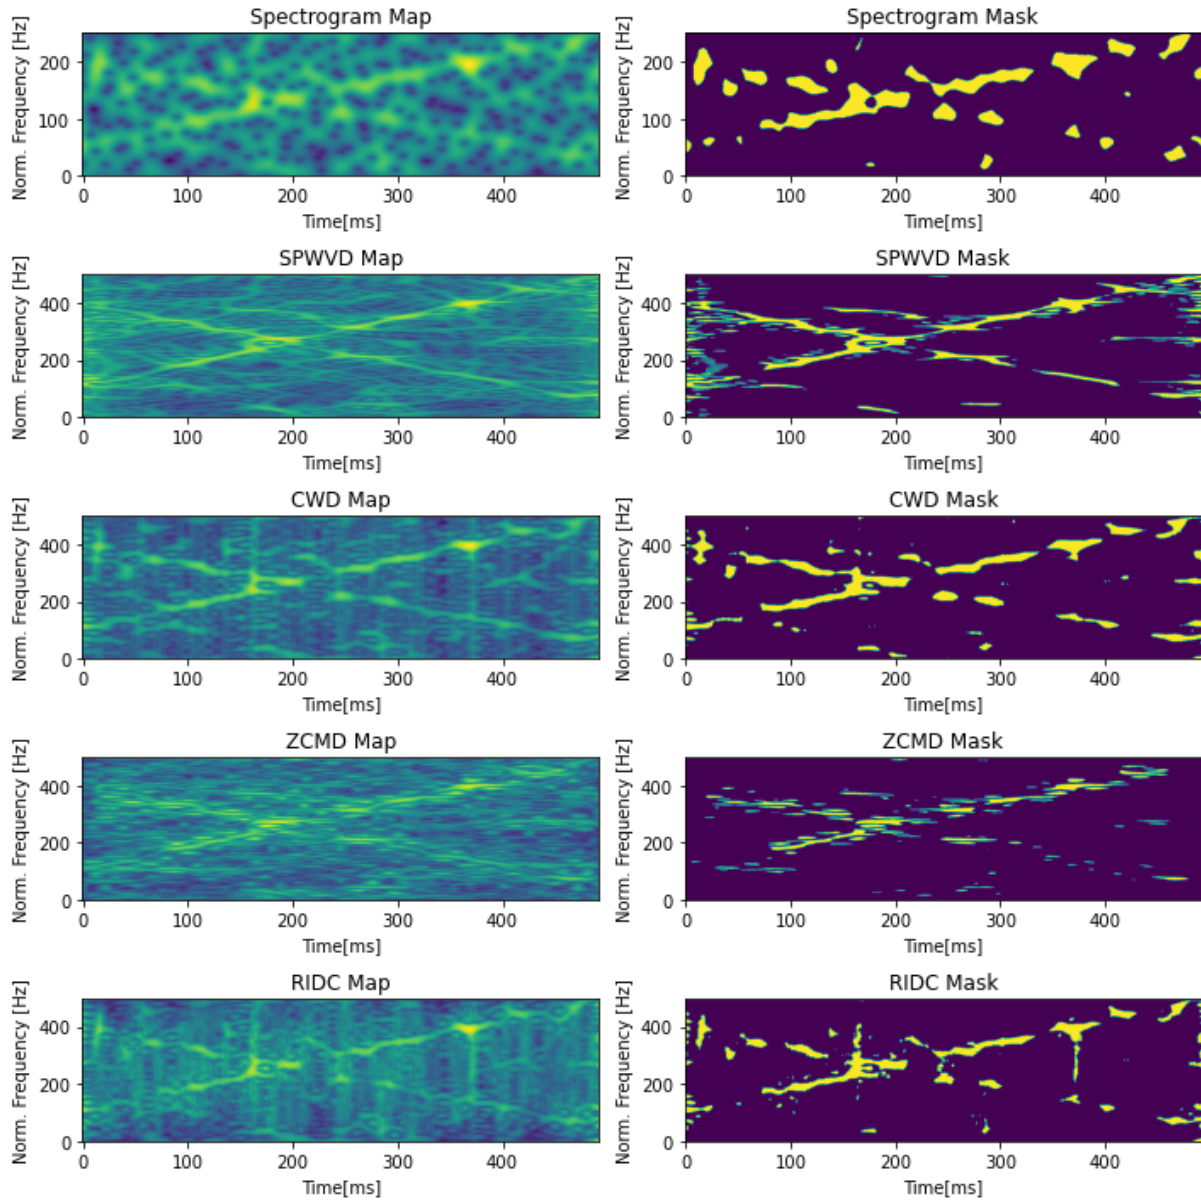 Spectrogram Map
Norm. Frequency [Hz]
200
100
0
0 100 200 300 400
Time[ms]
Spectrogram Mask
Norm. Frequency [Hz]
200
100
0
0 100 200 300 400
Time[ms]
SPWVD Map
Norm. Frequency [Hz]
400
200
0
0 100 200 300 400
Time[ms]
SPWVD Mask
Norm. Frequency [Hz]
400
200
0
0 100 200 300 400
Time[ms]
CWD Map
Norm. Frequency [Hz]
400
200
0
0 100 200 300 400
Time[ms]
CWD Mask
Norm. Frequency [Hz]
400
200
0
0 100 200 300 400
Time[ms]
ZCMD Map
Norm. Frequency [Hz]
400
200
0
0 100 200 300 400
Time[ms]
ZCMD Mask
Norm. Frequency [Hz]
400
200
0
0 100 200 300 400
Time[ms]
RIDC Map
Norm. Frequency [Hz]
400
200
0
0 100 200 300 400
Time[ms]
RIDC Mask
Norm. Frequency [Hz]
400
200
0
0 100 200 300 400
Time[ms]